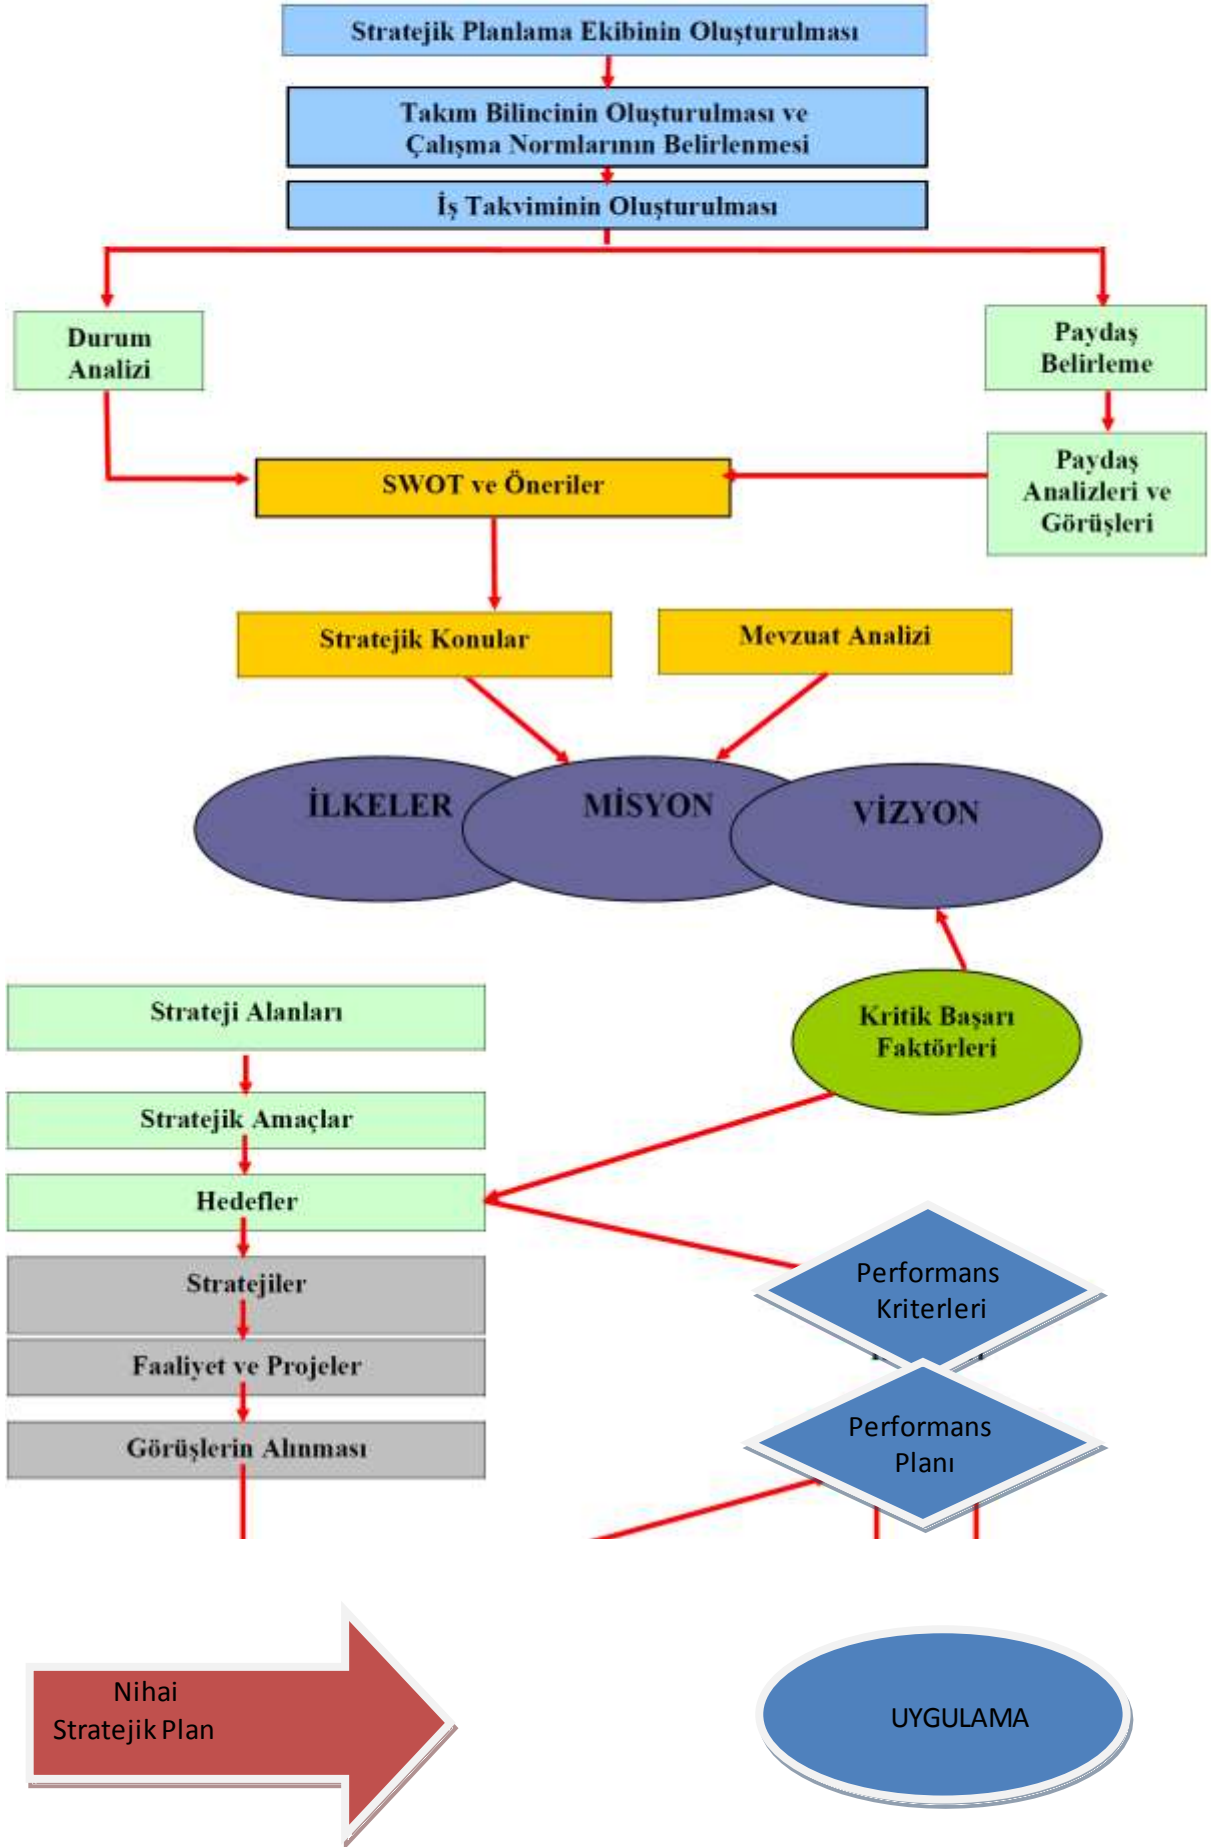 Stratejik Planlama Ekibinin Oluşturulması
Takım Bilincinin Oluşturulması ve
Çalışma Normlarının Belirlenmesi
İş Takviminin Oluşturulması
Durum
Analizi
Paydaş
Belirleme
Paydaş
Analizleri ve
Görüşleri
SWOT ve Öneriler
Stratejik Konular
Mevzuat Analizi
İLKELER
MİSYON
VİZYON
Kritik Başarı
Faktörleri
Strateji Alanları
Stratejik Amaçlar
Hedefler
Stratejiler
Faaliyet ve Projeler
Görüşlerin Alınması
Performans
Kriterleri
Performans
Planı
Nihai
Stratejik Plan
UYGULAMA